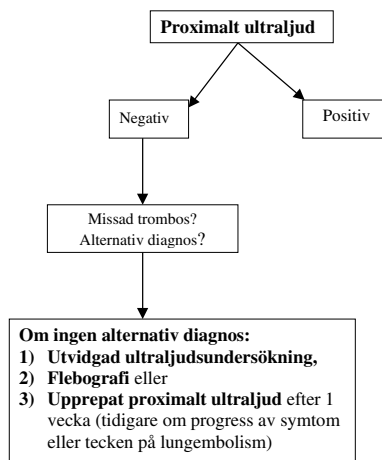 Proximalt ultraljud
Negativ
Positiv
Missad trombos?
Alternativ diagnos?
Om ingen alternativ diagnos:
1) Utvidgad ultraljudsundersökning,
2) Flebografi eller
3) Upprepat proximalt ultraljud efter 1
vecka (tidigare om progress av symtom
eller tecken på lungembolism)